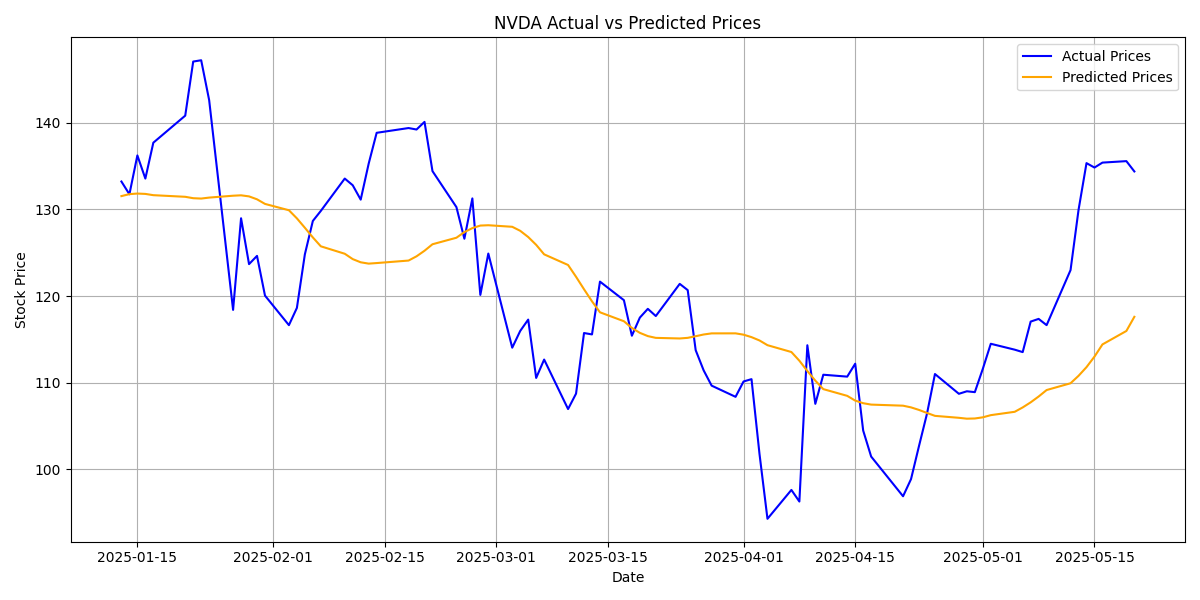 NVDA Actual vs Predicted Prices
Actual Prices
Predicted Prices
Stock Price
140
130
120
110
100
2025-01-15
2025-02-01
2025-02-15
2025-03-01
2025-03-15
2025-04-01
2025-04-15
2025-05-01
2025-05-15
Date